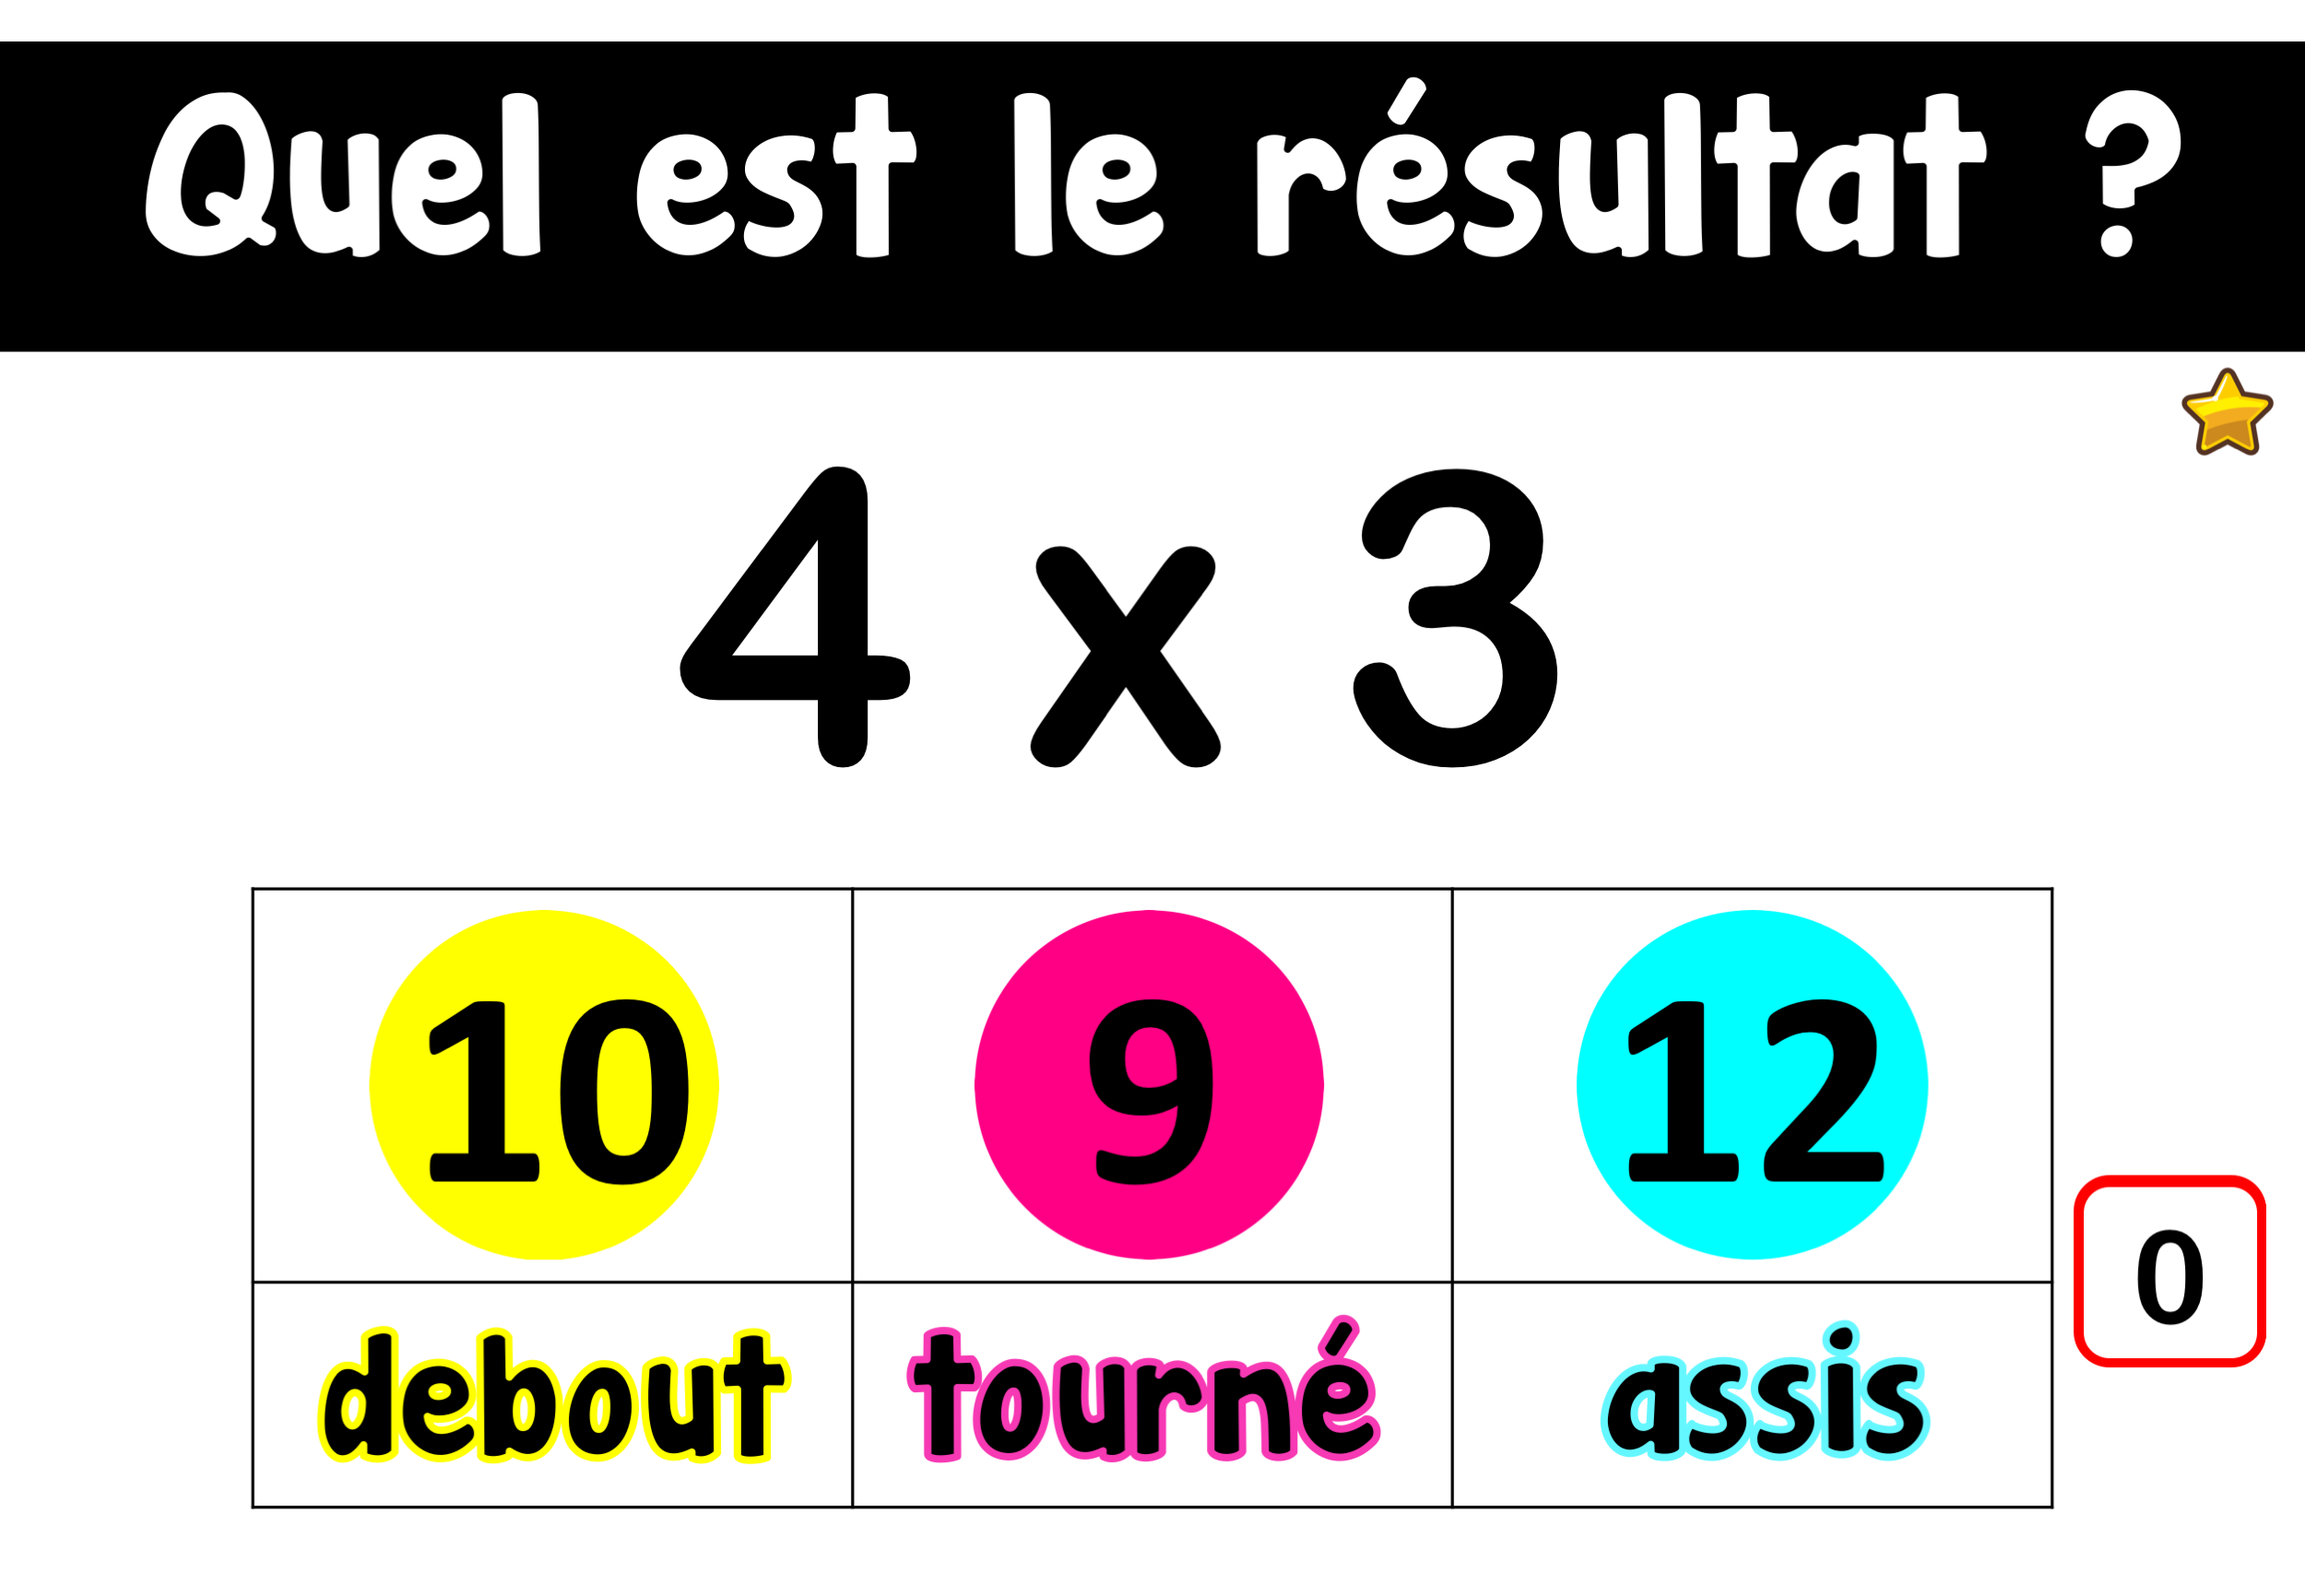 Quel est le résultat ?
4 x 3
10 9 12
0
debout tourné assis